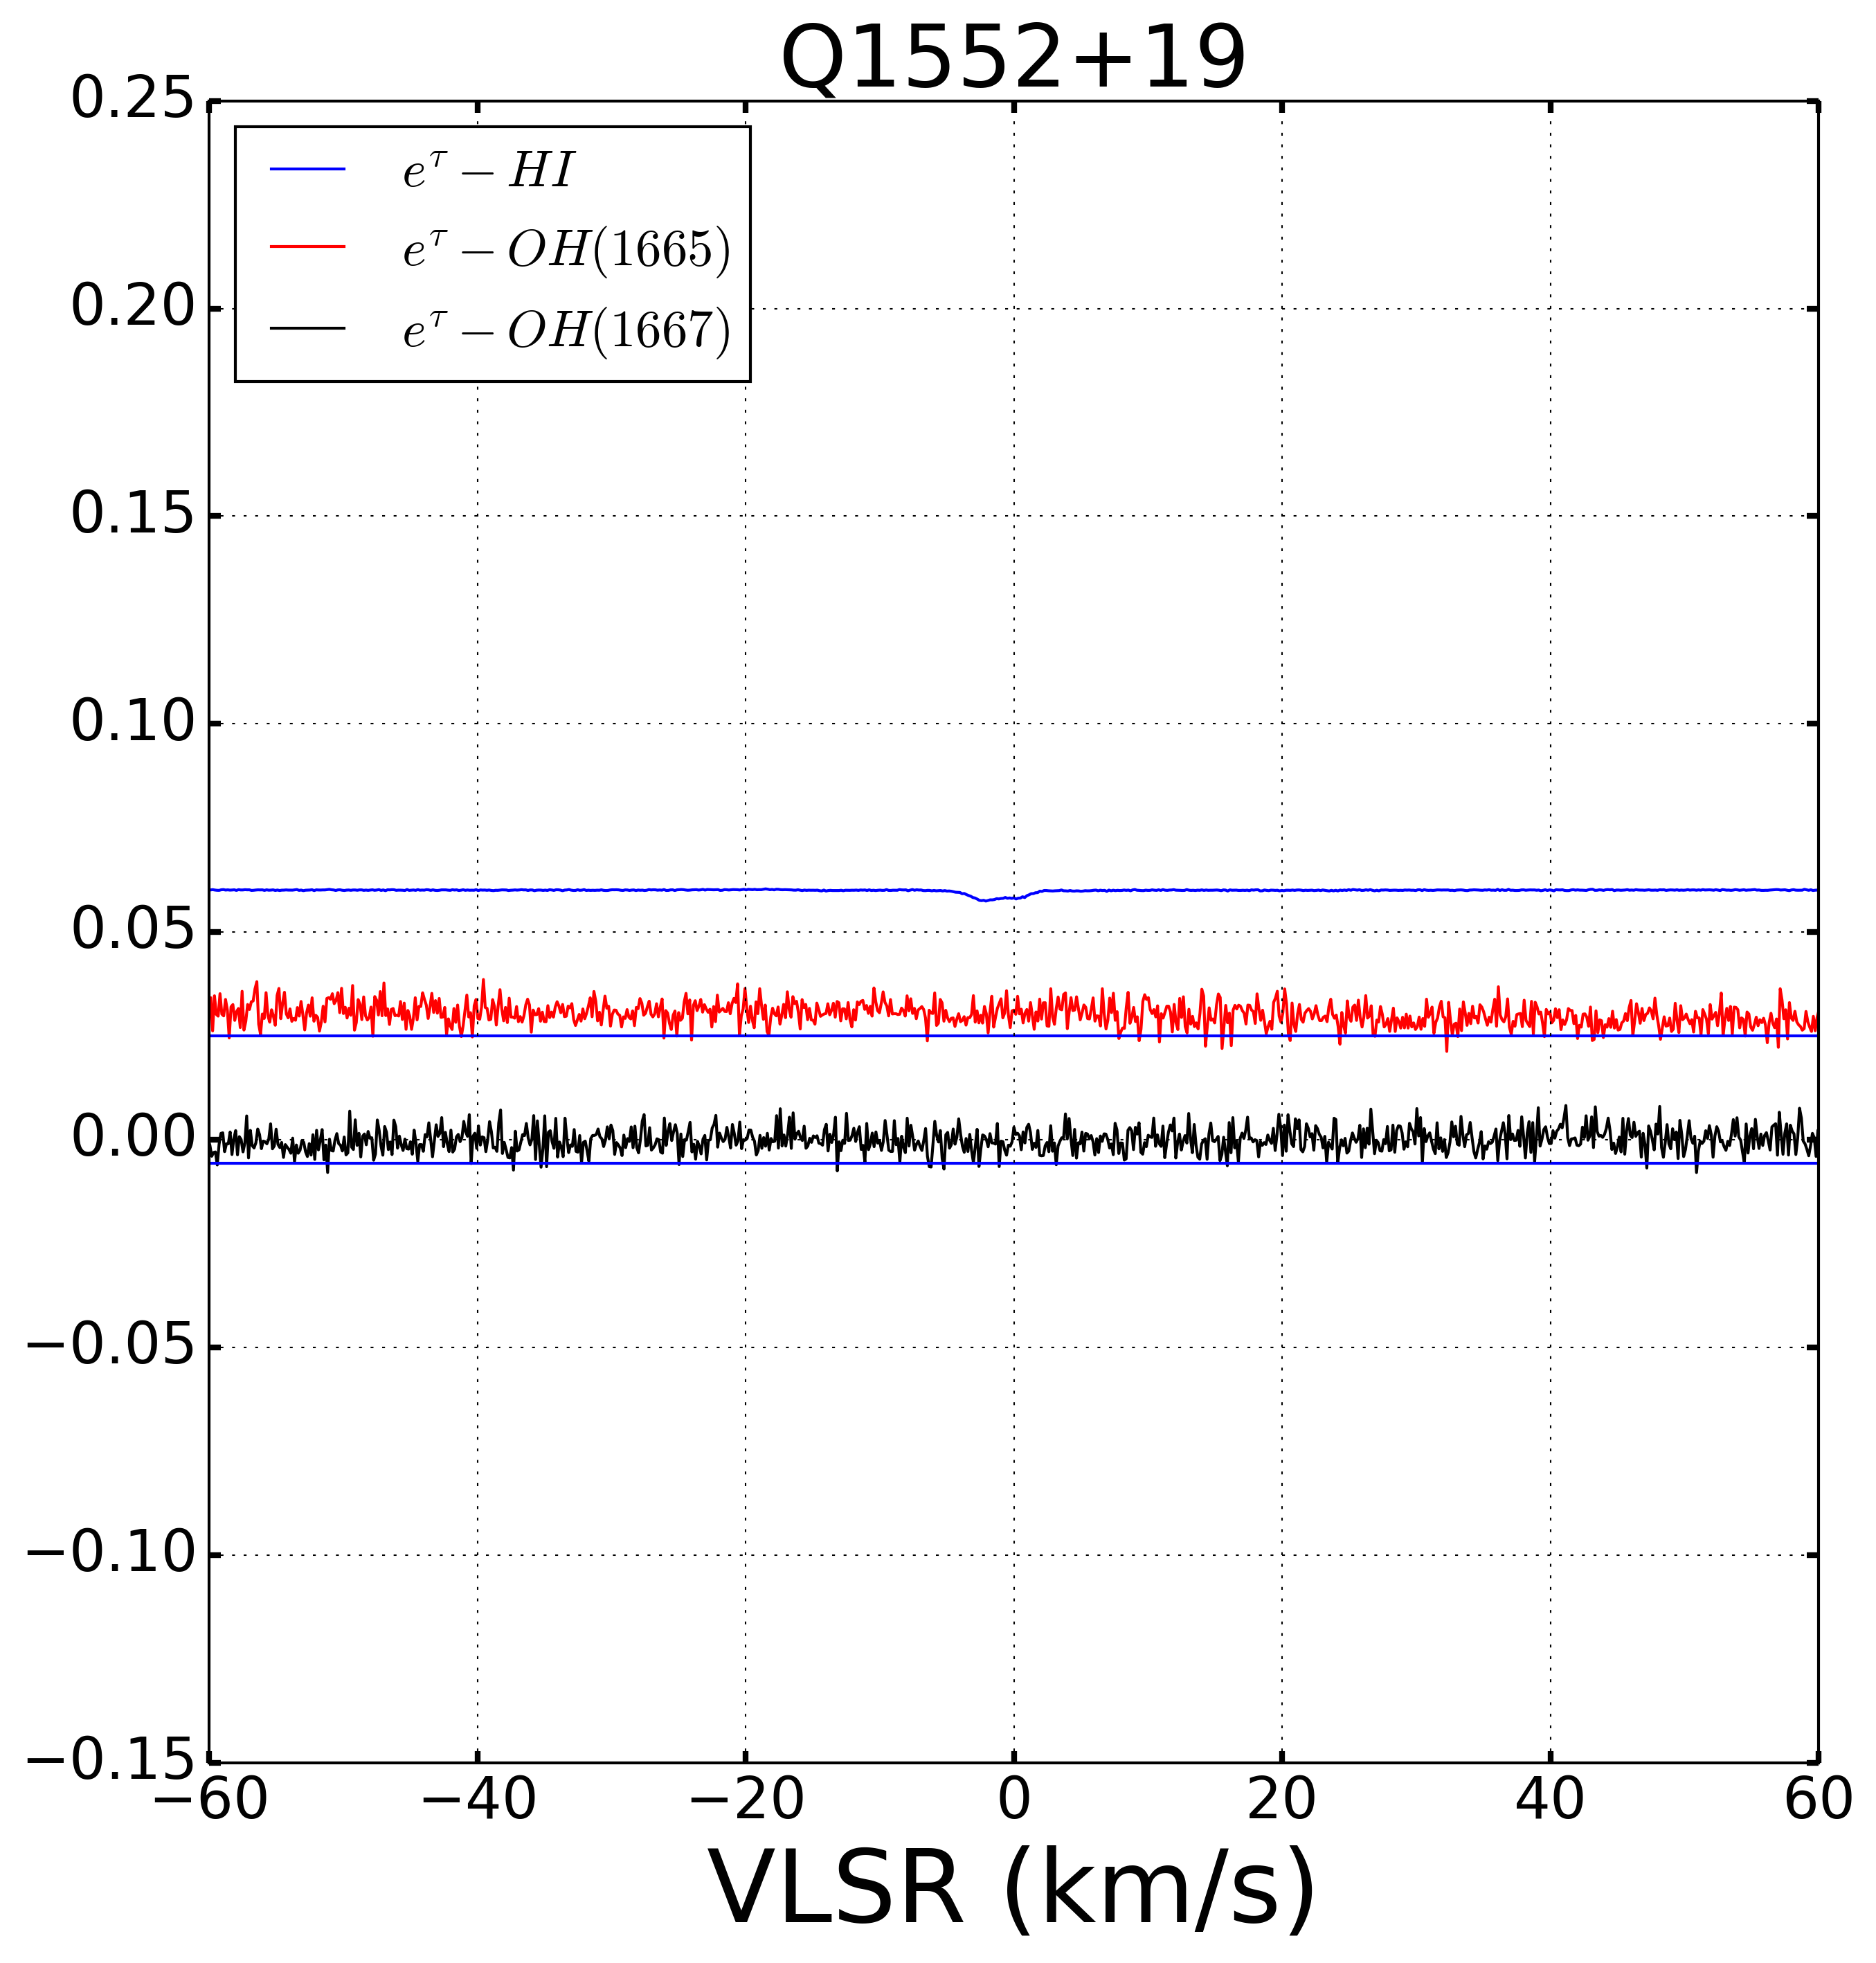 Q1552+19
0.25
e^τ − HI
e^τ − OH(1665)
0.20
e^τ − OH(1667)
0.15
0.10
0.05
0.00
−0.05
−0.10
−0.15
−60 −40 −20 0 20 40 60
VLSR (km/s)